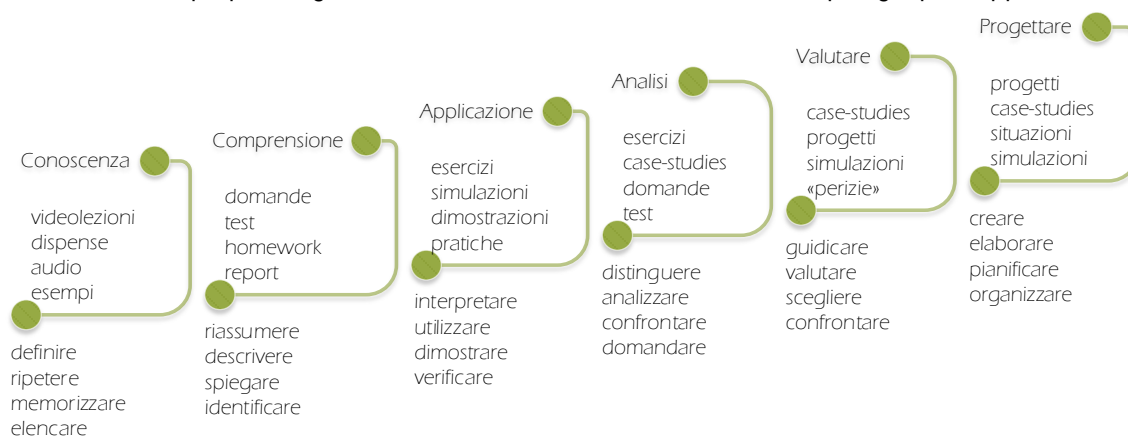 Conoscenza
videolezioni
dispense
audio
esempi
definire
ripetere
memorizzare
elencare
Comprensione
domande
test
homework
report
riassumere
descrivere
spiegare
identificare
Applicazione
esercizi
simulazioni
dimostrazioni
pratiche
interpretare
utilizzare
dimostrare
verificare
Analisi
esercizi
case-studies
domande
test
distinguere
analizzare
confrontare
domandare
Valutare
case-studies
progetti
simulazioni
«perizie»
guidicare
valutare
scegliere
confrontare
Progettare
progetti
case-studies
situazioni
simulazioni
creare
elaborare
pianificare
organizzare